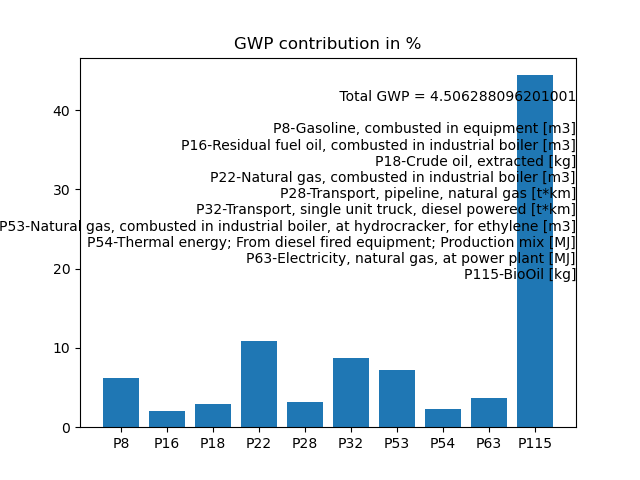 GWP contribution in %
Total GWP = 4.506288096201001
P8-Gasoline, combusted in equipment [m3]
P16-Residual fuel oil, combusted in industrial boiler [m3]
P18-Crude oil, extracted [kg]
P22-Natural gas, combusted in industrial boiler [m3]
P28-Transport, pipeline, natural gas [t*km]
P32-Transport, single unit truck, diesel powered [t*km]
P53-Natural gas, combusted in industrial boiler, at hydrocracker, for ethylene [m3]
P54-Thermal energy; From diesel fired equipment; Production mix [MJ]
P63-Electricity, natural gas, at power plant [MJ]
P115-BioOil [kg]
40
30
20
10
0
P8 P16 P18 P22 P28 P32 P53 P54 P63 P115